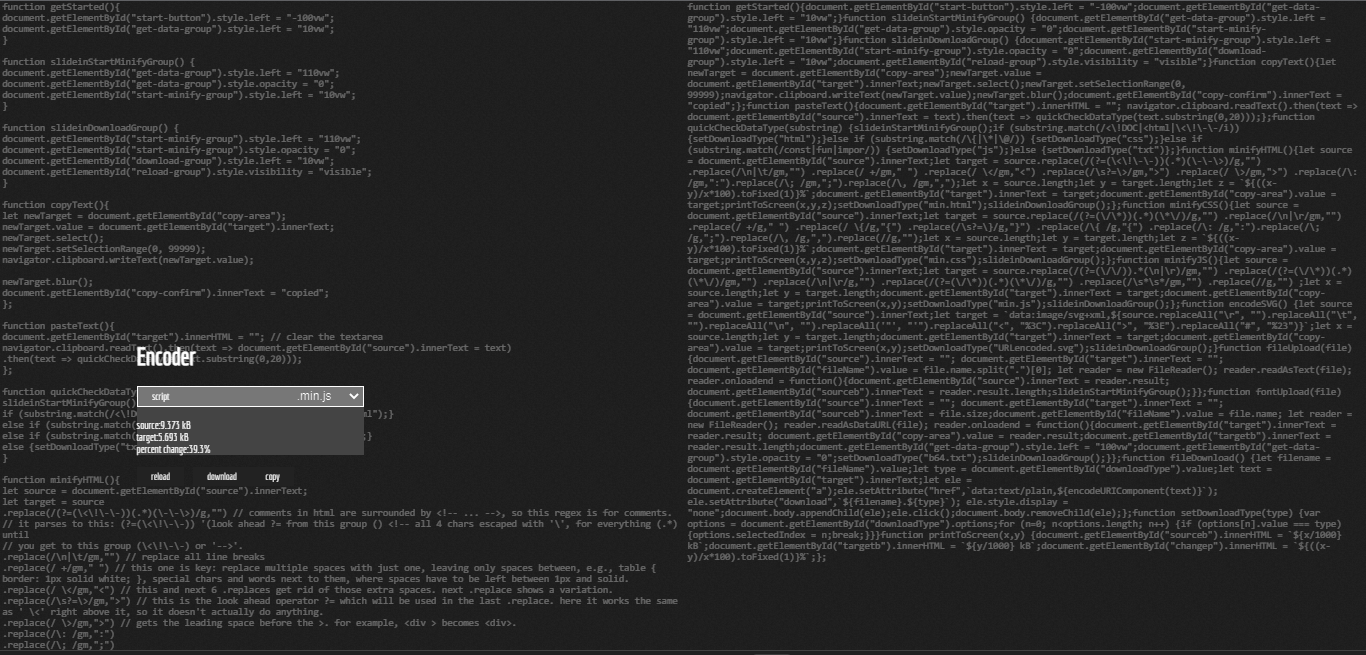 function getStarted(){
document.getElementById("start-button").style.left = "-100vw";
document.getElementById("get-data-group").style.left = "10vw";
}
function slideinStartMinifyGroup() {
document.getElementById("get-data-group").style.left = "110vw";
document.getElementById("get-data-group").style.opacity = "0";
document.getElementById("start-minify-group").style.left = "10vw";
}
function slideinDownloadGroup() {
document.getElementById("start-minify-group").style.left = "110vw";
document.getElementById("start-minify-group").style.opacity = "0";
document.getElementById("download-group").style.left = "10vw";
document.getElementById("reload-group").style.visibility = "visible";
}
function copyText(){
let newTarget = document.getElementById("copy-area");
newTarget.value = document.getElementById("target").innerText;
newTarget.select();
newTarget.setSelectionRange(0, 99999);
navigator.clipboard.writeText(newTarget.value);
newTarget.blur();
document.getElementById("copy-confirm").innerText = "copied";
};
function pasteText(){
document.getElementById("target").innerHTML = ""; // clear the textarea
navigator.clipboard.readText().then(text => document.getElementById("source").innerText = text)
.then(text => quickCheckD t.substring(0,20)));
};
Encoder
function quickCheckDataTy
slideinStartMinifyGroup()
if (substring.match(/<\!D ml");}
else if (substring.match( 
else if (substring.match( ;}
else {setDownloadType("tx
}
script .min.js
source:9.373 kB
target:5.693 kB
percent change:39.3%
reload download copy
function minifyHTML(){
let source = document.getElementById("source").innerText;
let target = source
.replace(/(?=(\<\!\-\-))(.*)(\-\-\>)/g,"") // comments in html are surrounded by <!-- ... -->, so this regex is for comments.
// it parses to this: (?=(\<\!\-\-)) '(look ahead ?= from this group () <!-- all 4 chars escaped with '\', for everything (.*)
until
// you get to this group (\<\!\-\-) or '-->'.
.replace(/\n|\t/gm,"") // replace all line breaks
.replace(/ +/gm," ") // this one is key: replace multiple spaces with just one, leaving only spaces between, e.g., table {
border: 1px solid white; }, special chars and words next to them, where spaces have to be left between 1px and solid.
.replace(/ \</gm,"<") // this and next 6 .replaces get rid of those extra spaces. next .replace shows a variation.
.replace(/\s?=\>/gm,">") // this is the look ahead operator ?= which will be used in the last .replace. here it works the same
as ' \<' right above it, so it doesn't actually do anything.
.replace(/ \>/gm,">") // gets the leading space before the >. for example, <div > becomes <div>.
.replace(/\: /gm,":")
.replace(/\; /gm,";")
function getStarted(){document.getElementById("start-button").style.left = "-100vw";document.getElementById("get-data-
group").style.left = "10vw";}function slideinStartMinifyGroup() {document.getElementById("get-data-group").style.left =
"110vw";document.getElementById("get-data-group").style.opacity = "0";document.getElementById("start-minify-
group").style.left = "10vw";}function slideinDownloadGroup() {document.getElementById("start-minify-group").style.left =
"110vw";document.getElementById("start-minify-group").style.opacity = "0";document.getElementById("download-
group").style.left = "10vw";document.getElementById("reload-group").style.visibility = "visible";}function copyText(){let
newTarget = document.getElementById("copy-area");newTarget.value =
document.getElementById("target").innerText;newTarget.select();newTarget.setSelectionRange(0,
99999);navigator.clipboard.writeText(newTarget.value);newTarget.blur();document.getElementById("copy-confirm").innerText =
"copied";};function pasteText(){document.getElementById("target").innerHTML = ""; navigator.clipboard.readText().then(text =>
document.getElementById("source").innerText = text).then(text => quickCheckDataType(text.substring(0,20)));};function
quickCheckDataType(substring) {slideinStartMinifyGroup();if (substring.match(/<\!DOC|<html|\<\!\-\-/i))
{setDownloadType("html");}else if (substring.match(/\{|\*|\@/)) {setDownloadType("css");}else if
(substring.match(/const|fun|impor/)) {setDownloadType("js");}else {setDownloadType("txt")};}function minifyHTML(){let source
= document.getElementById("source").innerText;let target = source.replace(/(?=(\<\!\-\-))(.*)(\-\-\>)/g,"")
.replace(/\n|\t/gm,"") .replace(/ +/gm," ") .replace(/ \</gm,"<") .replace(/\s?=\>/gm,">") .replace(/ \>/gm,">") .replace(/\:
/gm,":").replace(/\; /gm,";").replace(/\, /gm,",");let x = source.length;let y = target.length;let z = `${((x-
y)/x*100).toFixed(1)}%`;document.getElementById("target").innerText = target;document.getElementById("copy-area").value =
target;printToScreen(x,y,z);setDownloadType("min.html");slideinDownloadGroup();};function minifyCSS(){let source =
document.getElementById("source").innerText;let target = source.replace(/(?=(\/\*))(.*)(\*\/)/g,"") .replace(/\n|\r/gm,"")
.replace(/ +/g," ") .replace(/ \{/g,"{") .replace(/\s?=\}/g,"}") .replace(/\{ /g,"{") .replace(/\: /g,":").replace(/\;
/g,";").replace(/\, /g,",").replace(//g,"");let x = source.length;let y = target.length;let z = `${((x-
y)/x*100).toFixed(1)}%`;document.getElementById("target").innerText = target;document.getElementById("copy-area").value =
target;printToScreen(x,y,z);setDownloadType("min.css");slideinDownloadGroup();};function minifyJS(){let source =
document.getElementById("source").innerText;let target = source.replace(/(?=(\/\/)).*(\n|\r)/gm,"") .replace(/(?=(\/\*))(.*)
(\*\/)/gm,"") .replace(/\n|\r/g,"") .replace(/(?=(\/\*))(.*)(\*\/)/g,"") .replace(/\s*\s*/gm,"").replace(//g,"") ;let x =
source.length;let y = target.length;document.getElementById("target").innerText = target;document.getElementById("copy-
area").value = target;printToScreen(x,y);setDownloadType("min.js");slideinDownloadGroup();};function encodeSVG() {let source
= document.getElementById("source").innerText;let target = `data:image/svg+xml,${source.replaceAll("\r", "").replaceAll("\t",
"").replaceAll("\n", "").replaceAll('"', "'").replaceAll("<", "%3C").replaceAll(">", "%3E").replaceAll("#", "%23")}`;let x =
source.length;let y = target.length;document.getElementById("target").innerText = target;document.getElementById("copy-
area").value = target;printToScreen(x,y);setDownloadType("URLencoded.svg");slideinDownloadGroup();}function fileUpload(file)
{document.getElementById("source").innerText = ""; document.getElementById("target").innerText = "";
document.getElementById("fileName").value = file.name.split(".")[0]; let reader = new FileReader(); reader.readAsText(file);
reader.onloadend = function(){document.getElementById("source").innerText = reader.result;
document.getElementById("source").innerText = reader.result.length;slideinStartMinifyGroup();}};function fontUpload(file)
{document.getElementById("source").innerText = ""; document.getElementById("target").innerText = "";
document.getElementById("sourceb").innerText = file.size;document.getElementById("fileName").value = file.name; let reader =
new FileReader(); reader.readAsDataURL(file); reader.onloadend = function(){document.getElementById("target").innerText =
reader.result; document.getElementById("copy-area").value = reader.result;document.getElementById("targetb").innerText =
reader.result.length;document.getElementById("get-data-group").style.left = "100vw";document.getElementById("get-data-
group").style.opacity = "0";setDownloadType("b64.txt");slideinDownloadGroup();}};function fileDownload() {let filename =
document.getElementById("fileName").value;let type = document.getElementById("downloadType").value;let text =
document.getElementById("target").innerText;let ele =
document.createElement("a");ele.setAttribute("href",`data:text/plain,${encodeURIComponent(text)}`);
ele.setAttribute("download",`${filename}.${type}`); ele.style.display =
"none";document.body.appendChild(ele);ele.click();document.body.removeChild(ele);};function setDownloadType(type) {var
options = document.getElementById("downloadType").options;for (n=0; n<options.length; n++) {if (options[n].value === type)
{options.selectedIndex = n;break;}}}function printToScreen(x,y) {document.getElementById("sourceb").innerHTML = `${x/1000}
kB`;document.getElementById("targetb").innerHTML = `${y/1000} kB`;document.getElementById("changep").innerHTML = `${((x-
y)/x*100).toFixed(1)}%`;};